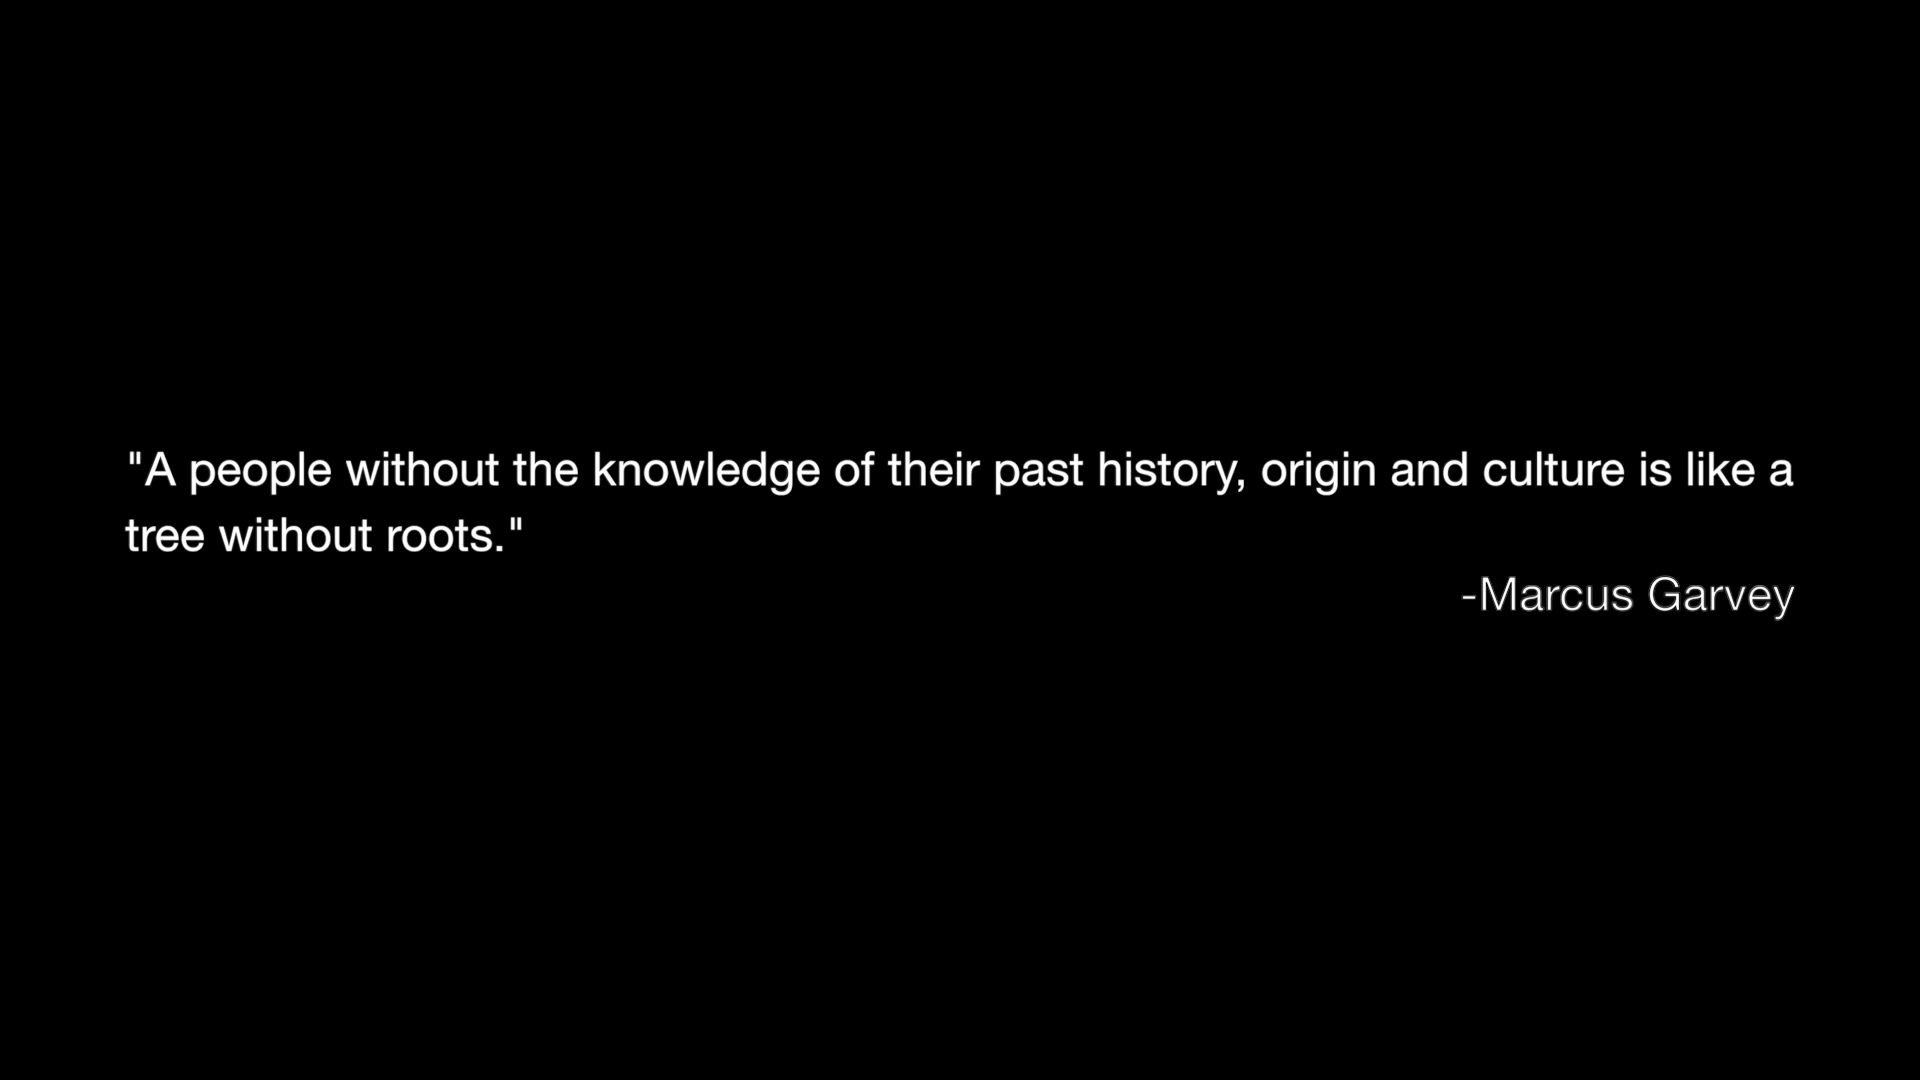 "A people without the knowledge of their past history, origin and culture is like a
tree without roots."
-Marcus Garvey